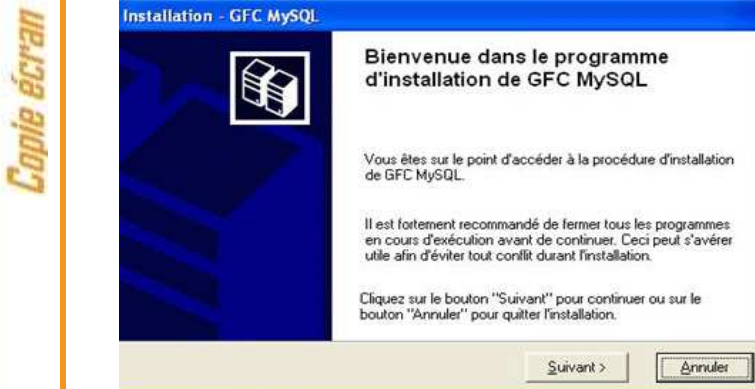 Copie écran
Installation - GFC MySQL
Bienvenue dans le programme
d'installation de GFC MySQL
Vous êtes sur le point d'accéder à la procédure d'installation
de GFC MySQL.
Il est fortement recommandé de fermer tous les programmes
en cours d'exécution avant de continuer. Ceci peut s'avérer
utile afin d'éviter tout conflit durant l'installation.
Cliquez sur le bouton "Suivant" pour continuer ou sur le
bouton "Annuler" pour quitter l'installation.
Suivant > Annuler